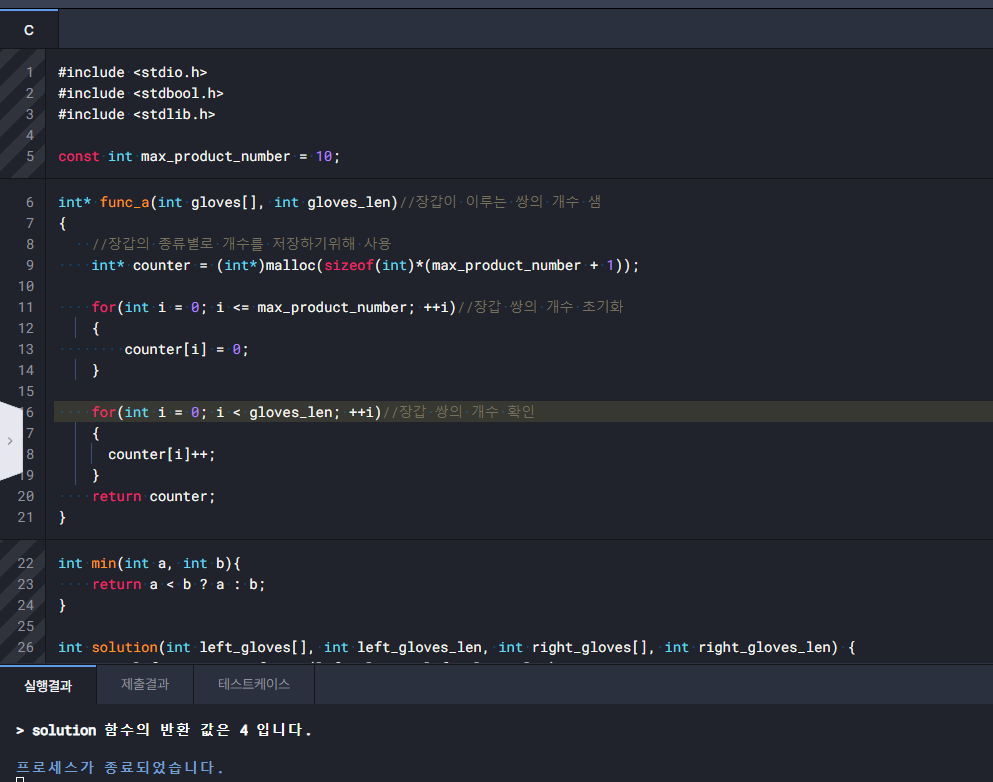 C
1 #include <stdio.h>
2 #include <stdbool.h>
3 #include <stdlib.h>
4
5 const int max_product_number = 10;
6 int* func_a(int gloves[], int gloves_len)//장갑이 이루는 쌍의 개수 샘
7 {
8 //장갑의 종류별로 개수를 저장하기위해 사용
9 int* counter = (int*)malloc(sizeof(int)*(max_product_number + 1));
10
11 for(int i = 0; i <= max_product_number; ++i)//장갑 쌍의 개수 초기화
12 {
13 counter[i] = 0;
14 }
15
16 for(int i = 0; i < gloves_len; ++i)//장갑 쌍의 개수 확인
7 {
8 counter[i]++;
19 }
20 return counter;
21 }
22 int min(int a, int b){
23 return a < b ? a : b;
24 }
25
26 int solution(int left_gloves[], int left_gloves_len, int right_gloves[], int right_gloves_len) {
실행결과 제출결과 테스트케이스
> solution 함수의 반환 값은 4 입니다.
프로세스가 종료되었습니다.